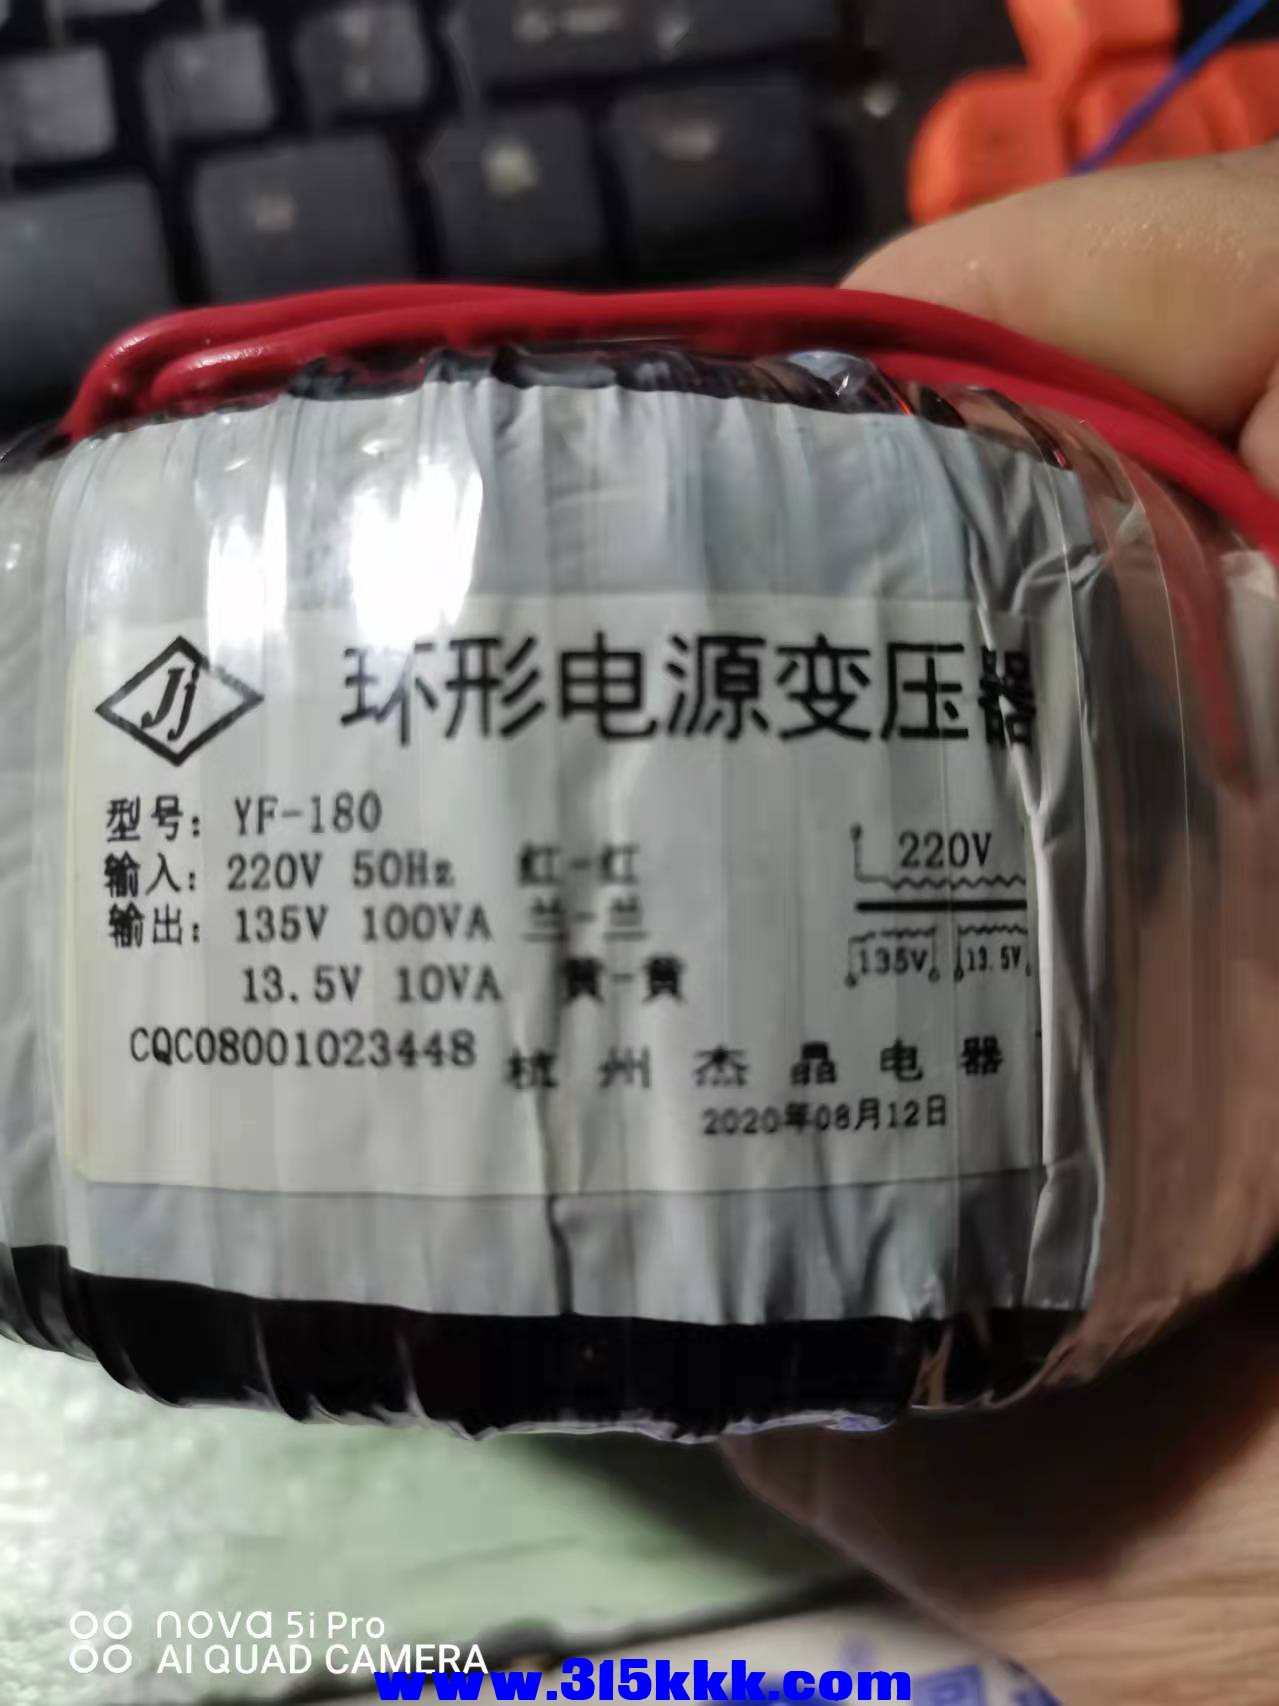 Jj
环形电源变压器
型号: YF-180
输入: 220V 50Hz 红-红
输出: 135V 100VA 兰-兰
13.5V 10VA 黄-黄
220V
135V 13.5V
CQC08001023448 杭州杰晶电器
2020年08月12日
nova 5i Pro
AI QUAD CAMERA
www.315kkk.com